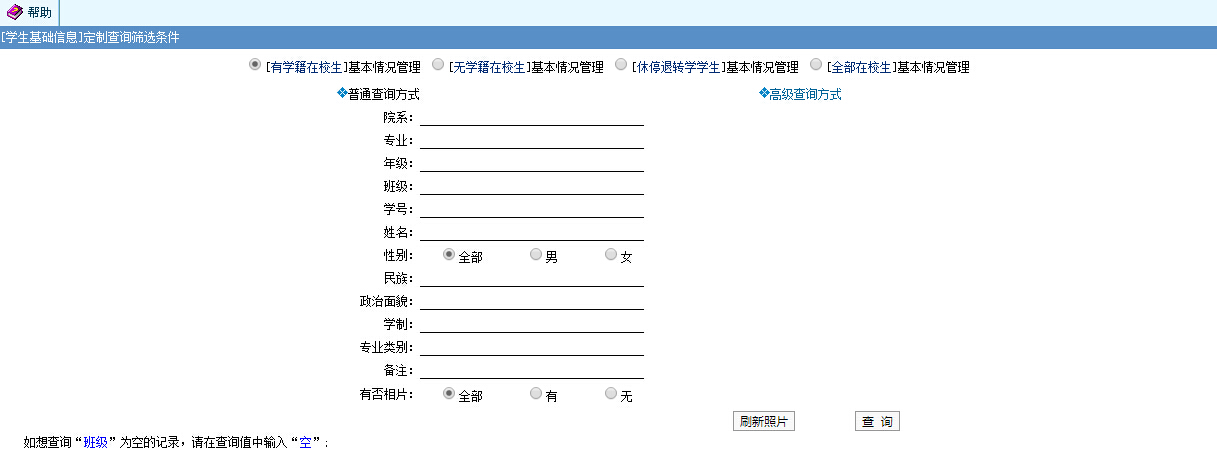 帮助
[学生基础信息]定制查询筛选条件
[有学籍在校生]基本情况管理 [无学籍在校生]基本情况管理 [休停退转学学生]基本情况管理 [全部在校生]基本情况管理
❖普通查询方式 ❖高级查询方式
院系：
专业：
年级：
班级：
学号：
姓名：
性别： 全部 男 女
民族：
政治面貌：
学制：
专业类别：
备注：
有否相片： 全部 有 无
刷新照片 查 询
如想查询“班级”为空的记录，请在查询值中输入“空”；